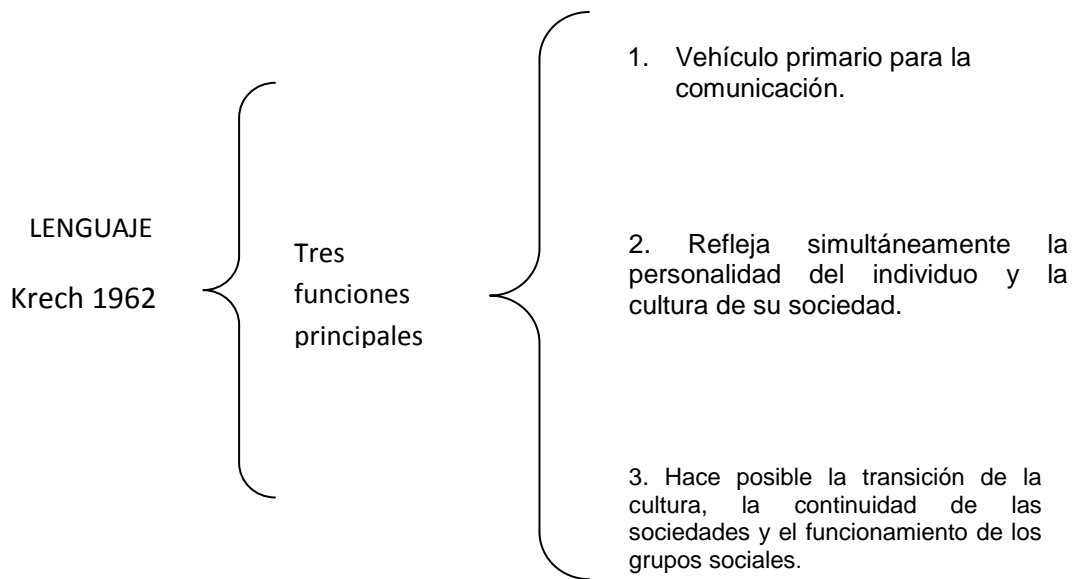 LENGUAJE
Krech 1962
Tres
funciones
principales
1. Vehículo primario para la
comunicación.
2. Refleja simultáneamente la
personalidad del individuo y la
cultura de su sociedad.
3. Hace posible la transición de la
cultura, la continuidad de las
sociedades y el funcionamiento de los
grupos sociales.